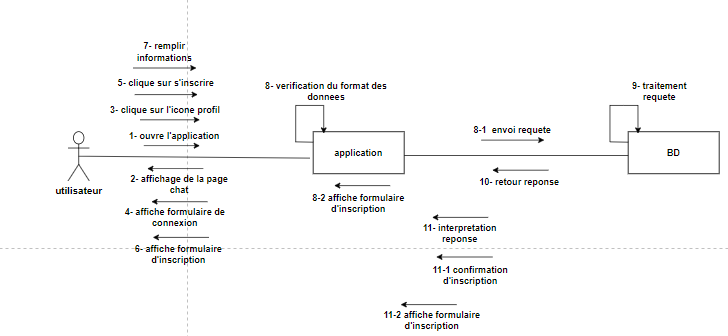 7- remplir
informations
5- clique sur s'inscrire
3- clique sur l'icone profil
1- ouvre l'application
utilisateur
2- affichage de la page
chat
4- affiche formulaire de
connexion
6- affiche formulaire
d'inscription
8- verification du format des
donnees
application
8-2 affiche formulaire
d'inscription
8-1 envoi requete
10- retour reponse
9- traitement
requete
BD
11- interpretation
reponse
11-1 confirmation
d'inscription
11-2 affiche formulaire
d'inscription